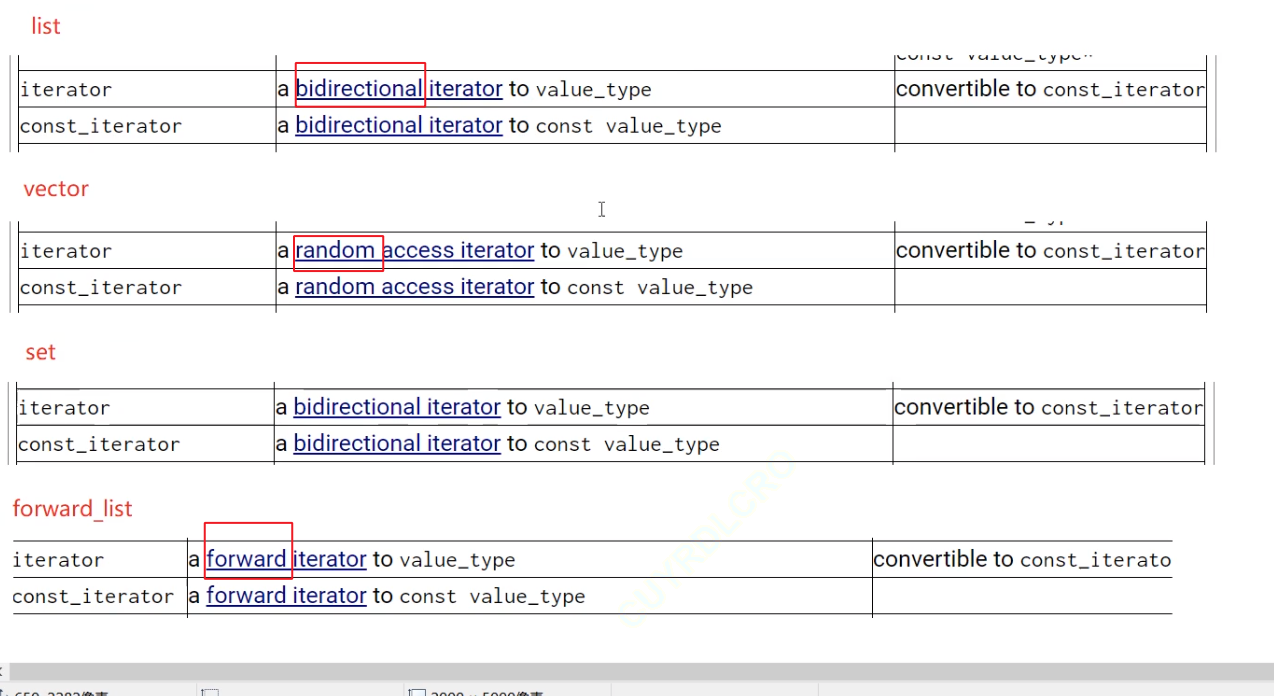 list
const value_type*
iterator a bidirectional iterator to value_type convertible to const_iterator
const_iterator a bidirectional iterator to const value_type
vector
iterator a random access iterator to value_type convertible to const_iterator
const_iterator a random access iterator to const value_type
set
iterator a bidirectional iterator to value_type convertible to const_iterator
const_iterator a bidirectional iterator to const value_type
forward_list
iterator a forward iterator to value_type convertible to const_iterato
const_iterator a forward iterator to const value_type
CUYRDLCRO